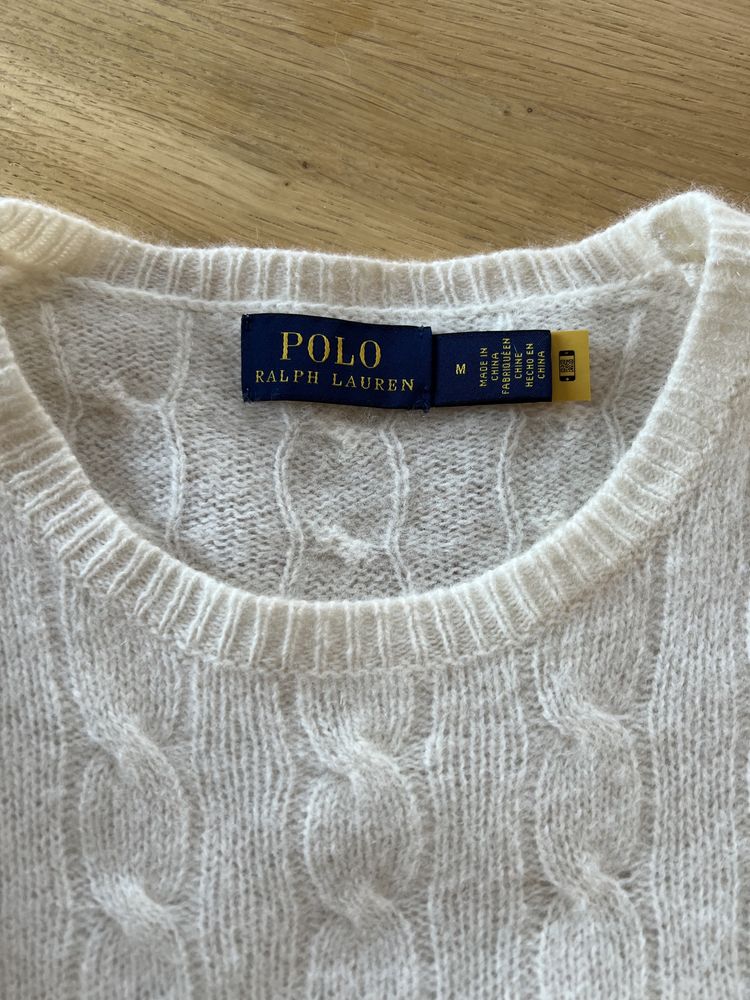 POLO
RALPH LAUREN
M
MADE IN
CHINA
FABRIQUÉ EN
CHINE
HECHO EN
CHINA